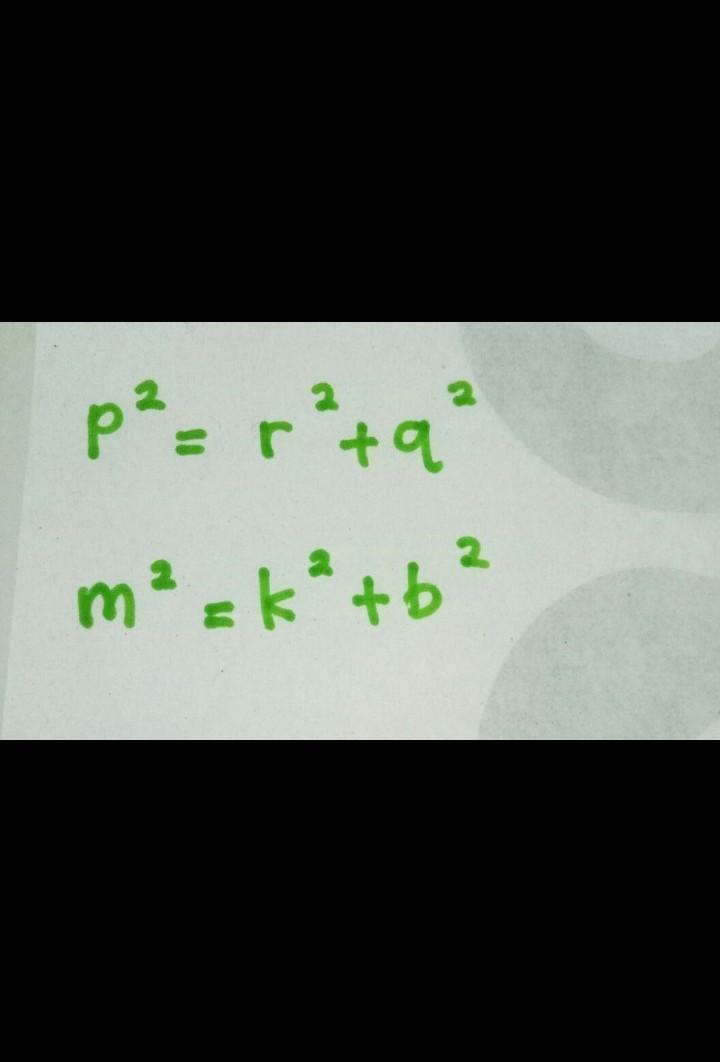 p² = r² + q²
m² = k² + b²